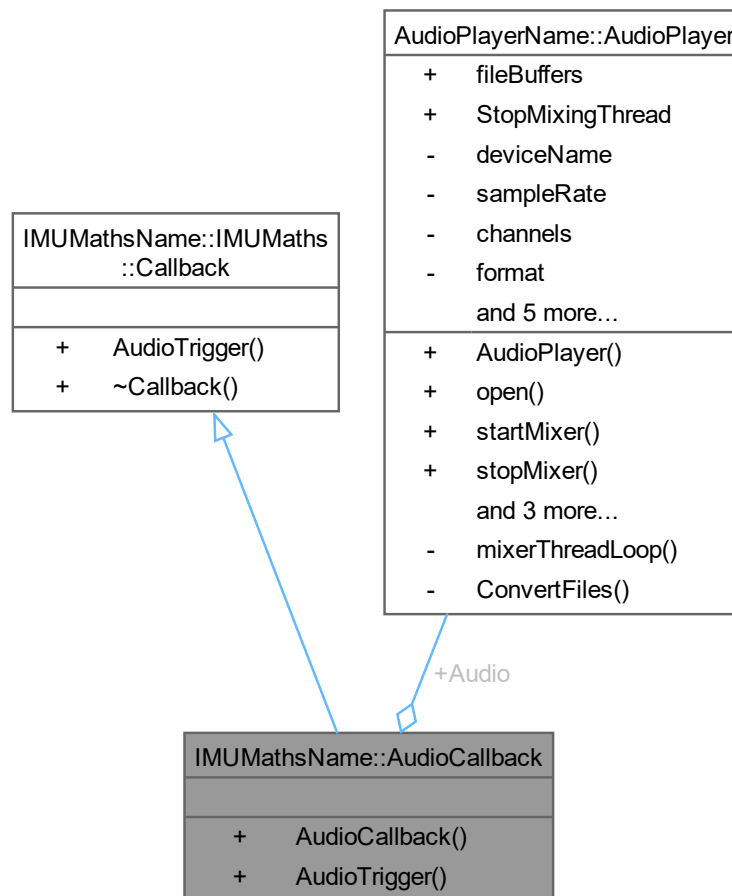 AudioPlayerName::AudioPlayer
+ fileBuffers
+ StopMixingThread
- deviceName
- sampleRate
- channels
- format
and 5 more...
+ AudioPlayer()
+ open()
+ startMixer()
+ stopMixer()
and 3 more...
- mixerThreadLoop()
- ConvertFiles()
IMUMathsName::IMUMaths
::Callback
+ AudioTrigger()
+ ~Callback()
+Audio
IMUMathsName::AudioCallback
+ AudioCallback()
+ AudioTrigger()